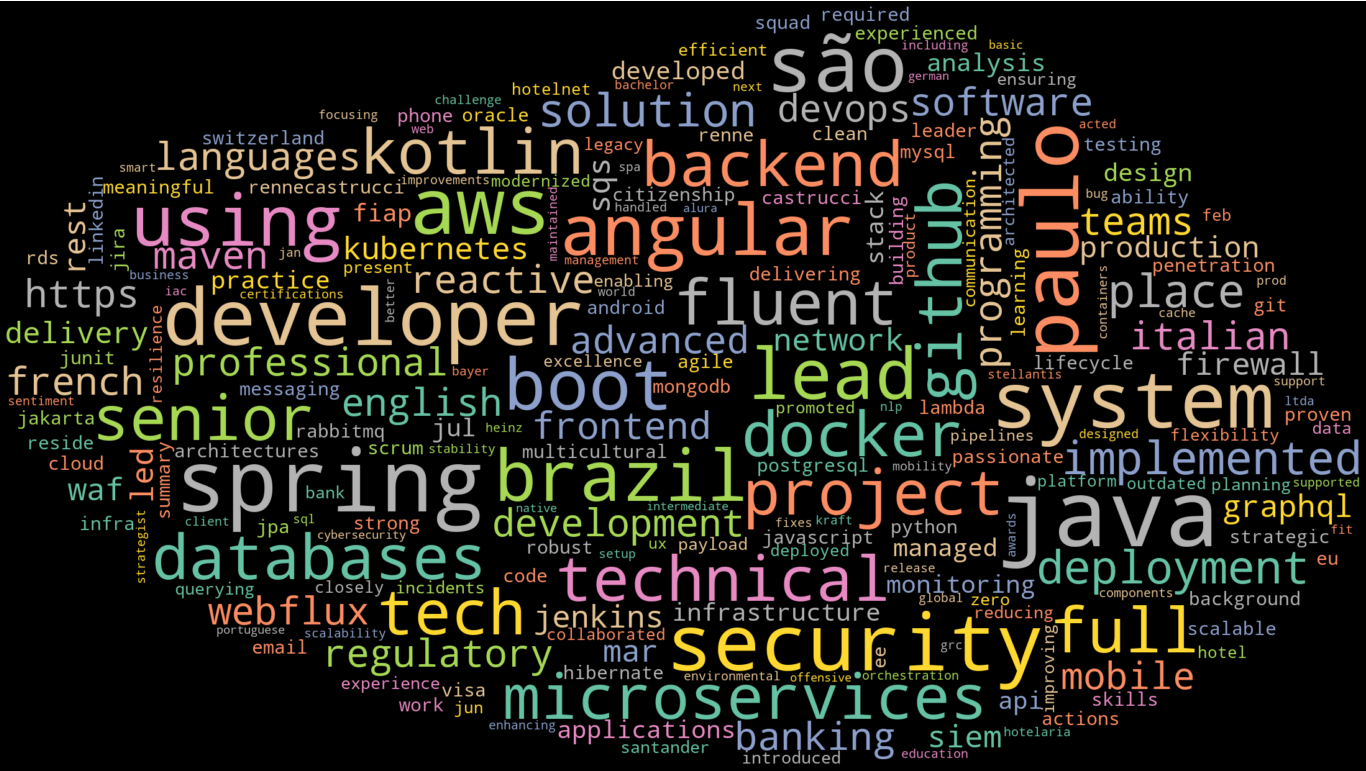 squad
required
experienced
efficient
são
including
basic
developed
german
analysis
bachelor
next
ensuring
hotelnet
challenge
solution
devops
software
focusing
phone
oracle
web
renne
clean
leader
acted
switzerland
languages
kotlin
legacy
backend
mysql
programming
architected
paulo
testing
smart
improvements
modernized
sqs
spa
citizenship
castrucci
design
meaningful
rennecastrucci
aws
handled
alura
stack
building
product
github
communication
bug
ability
linkedin
using
fiap
maintained
angular
teams
feb
rest
jira
maven
jan
kubernetes
management
production
rds
business
practice
present
reactive
enabling
delivering
penetration
https
iac
certifications
better
world
fluent
learning
containers
place
prod
git
developer
android
cache
delivery
resilience
advanced
network
italian
junit
professional
bayer
excellence
agile
lead
lifecycle
firewall
french
messaging
boot
mongodb
stellantis
system
support
sentiment
english
promoted
nlp
lambda
ltda
jakarta
senior
rabbitmq
jul
heinz
frontend
docker
pipelines
designed
flexibility
proven
data
reside
architectures
scrum
stability
multicultural
passionate
implemented
cloud
led
summary
spring
brazil
postgresql
mobility
platform
outdated
planning
supported
waf
bank
project
java
graphql
infra
strategist
client
jpa
sql
strong
native
intermediate
development
fixes
kraft
python
awards
strategic
fit
cybersecurity
robust
setup
ux
payload
javascript
deployed
managed
databases
technical
release
deployment
eu
querying
closely
incidents
code
monitoring
components
background
webflux
tech
jenkins
infrastructure
global
zero
reducing
portuguese
scalability
collaborated
security
full
scalable
email
regulatory
mar
ee
grc
improving
hotel
hibernate
environmental
offensive
orchestration
mobile
experience
visa
work
jun
microservices
api
skills
actions
enhancing
applications
banking
siem
hotelaria
santander
introduced
education